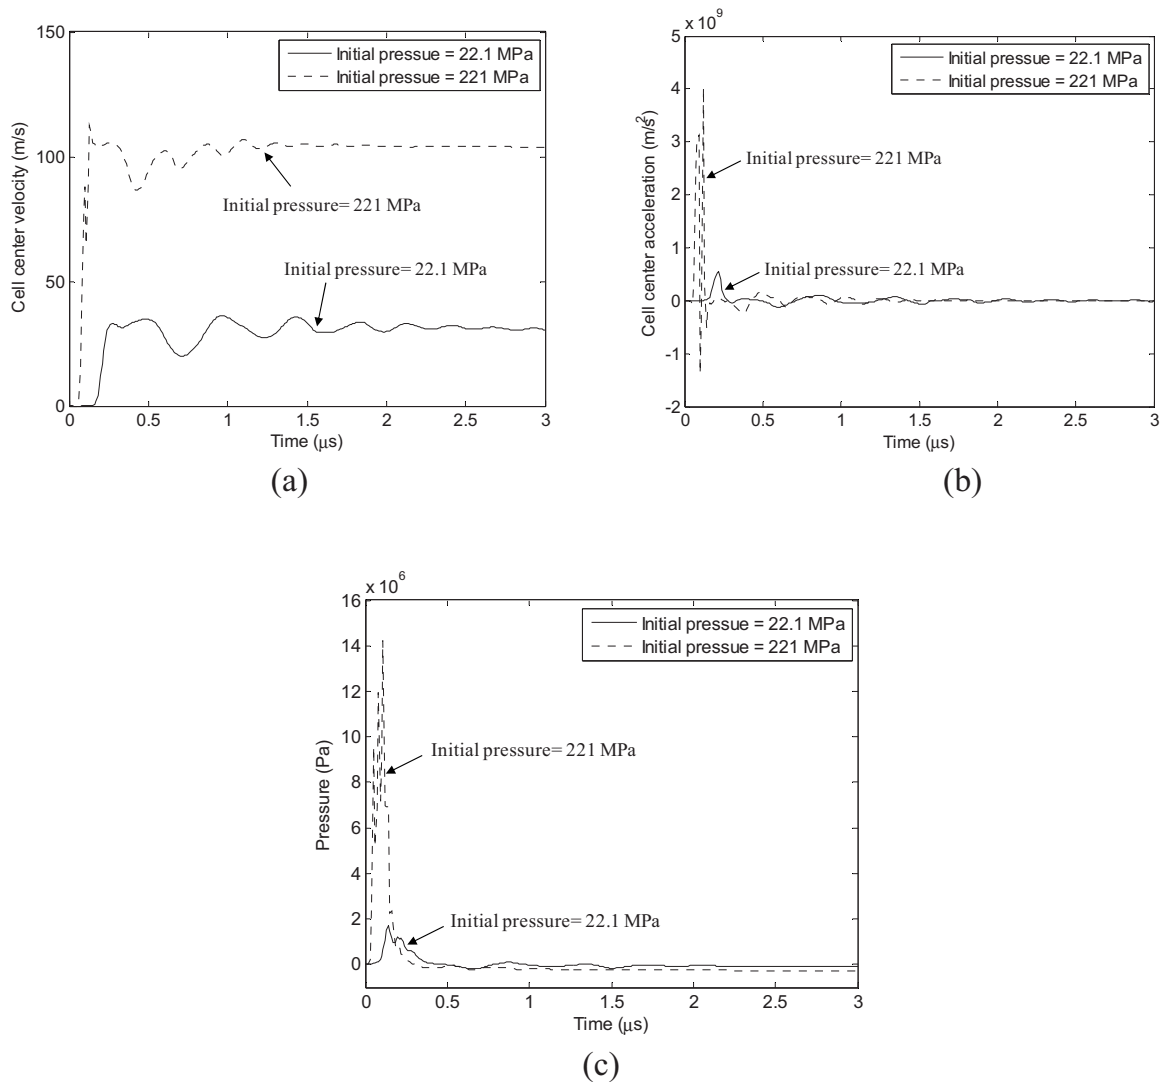 150
100
50
0
0
0.5
1
1.5
2
2.5
3
Cell center velocity (m/s)
Time (μs)
Initial pressue = 22.1 MPa
Initial pressue = 221 MPa
Initial pressure= 221 MPa
Initial pressure= 22.1 MPa
(a)
x 10^9
5
4
3
2
1
0
-1
-2
0
0.5
1
1.5
2
2.5
3
Cell center acceleration (m/s^2)
Time (μs)
Initial pressue = 22.1 MPa
Initial pressue = 221 MPa
Initial pressure= 221 MPa
Initial pressure= 22.1 MPa
(b)
x 10^6
16
14
12
10
8
6
4
2
0
0
0.5
1
1.5
2
2.5
3
Pressure (Pa)
Time (μs)
Initial pressue = 22.1 MPa
Initial pressue = 221 MPa
Initial pressure= 221 MPa
Initial pressure= 22.1 MPa
(c)